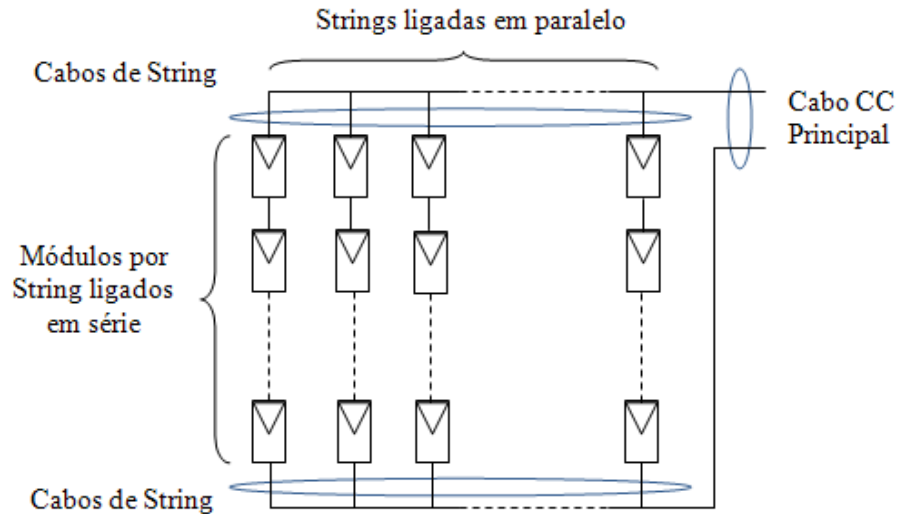 Strings ligadas em paralelo
Cabos de String
Cabo CC
Principal
Módulos por
String ligados
em série
Cabos de String